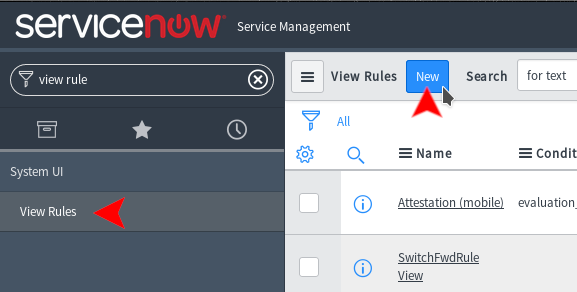 servicenow Service Management
view rule
View Rules New Search for text
All
Name Condit
System UI
View Rules
Attestation (mobile) evaluation_
SwitchFwdRule
View